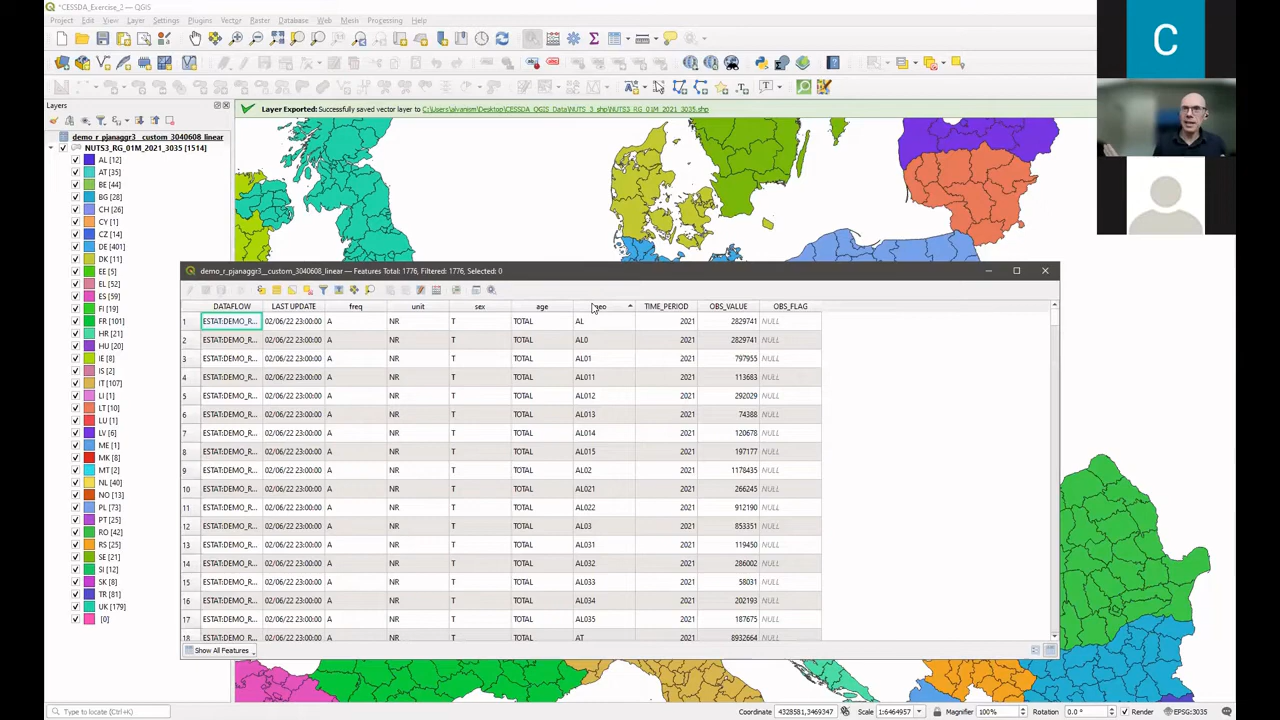 *CESSDA_Exercise_2 — QGIS
Project Edit View Layer Settings Plugins Vector Raster Database Web Mesh Processing Help
C
Layers
Layer Exported: Successfully saved vector layer to C:\Users\alvanism\Desktop\CESSDA_QGIS_Data\NUTS_3_shp\NUTS3_RG_01M_2021_3035.shp
demo_r_pjanaggr3__custom_3040608_linear
NUTS3_RG_01M_2021_3035 [1514]
AL [12]
AT [35]
BE [44]
BG [28]
CH [26]
CY [1]
CZ [14]
DE [401]
DK [11]
EE [5]
EL [52]
ES [59]
FI [19]
FR [101]
HR [21]
HU [20]
IE [8]
IS [2]
IT [107]
LI [1]
LT [10]
LU [1]
LV [6]
ME [1]
MK [8]
MT [2]
NL [40]
NO [13]
PL [73]
PT [25]
RO [42]
RS [25]
SE [21]
SI [12]
SK [8]
TR [81]
UK [179]
[0]
demo_r_pjanaggr3__custom_3040608_linear — Features Total: 1776, Filtered: 1776, Selected: 0
DATAFLOW LAST UPDATE freq unit sex age geo TIME_PERIOD OBS_VALUE OBS_FLAG
1 ESTAT:DEMO_R... 02/06/22 23:00:00 A NR T TOTAL AL 2021 2829741 NULL
2 ESTAT:DEMO_R... 02/06/22 23:00:00 A NR T TOTAL AL0 2021 2829741 NULL
3 ESTAT:DEMO_R... 02/06/22 23:00:00 A NR T TOTAL AL01 2021 797955 NULL
4 ESTAT:DEMO_R... 02/06/22 23:00:00 A NR T TOTAL AL011 2021 113683 NULL
5 ESTAT:DEMO_R... 02/06/22 23:00:00 A NR T TOTAL AL012 2021 292029 NULL
6 ESTAT:DEMO_R... 02/06/22 23:00:00 A NR T TOTAL AL013 2021 74388 NULL
7 ESTAT:DEMO_R... 02/06/22 23:00:00 A NR T TOTAL AL014 2021 120678 NULL
8 ESTAT:DEMO_R... 02/06/22 23:00:00 A NR T TOTAL AL015 2021 197177 NULL
9 ESTAT:DEMO_R... 02/06/22 23:00:00 A NR T TOTAL AL02 2021 1178435 NULL
10 ESTAT:DEMO_R... 02/06/22 23:00:00 A NR T TOTAL AL021 2021 266245 NULL
11 ESTAT:DEMO_R... 02/06/22 23:00:00 A NR T TOTAL AL022 2021 912190 NULL
12 ESTAT:DEMO_R... 02/06/22 23:00:00 A NR T TOTAL AL03 2021 853351 NULL
13 ESTAT:DEMO_R... 02/06/22 23:00:00 A NR T TOTAL AL031 2021 119450 NULL
14 ESTAT:DEMO_R... 02/06/22 23:00:00 A NR T TOTAL AL032 2021 286002 NULL
15 ESTAT:DEMO_R... 02/06/22 23:00:00 A NR T TOTAL AL033 2021 58031 NULL
16 ESTAT:DEMO_R... 02/06/22 23:00:00 A NR T TOTAL AL034 2021 202193 NULL
17 ESTAT:DEMO_R... 02/06/22 23:00:00 A NR T TOTAL AL035 2021 187675 NULL
18 ESTAT:DEMO_R... 02/06/22 23:00:00 A NR T TOTAL AT 2021 8932664 NULL
Show All Features
Type to locate (Ctrl+K) Coordinate 4328581,3469347 Scale 1:6464957 Magnifier 100% Rotation 0.0 ° Render EPSG:3035